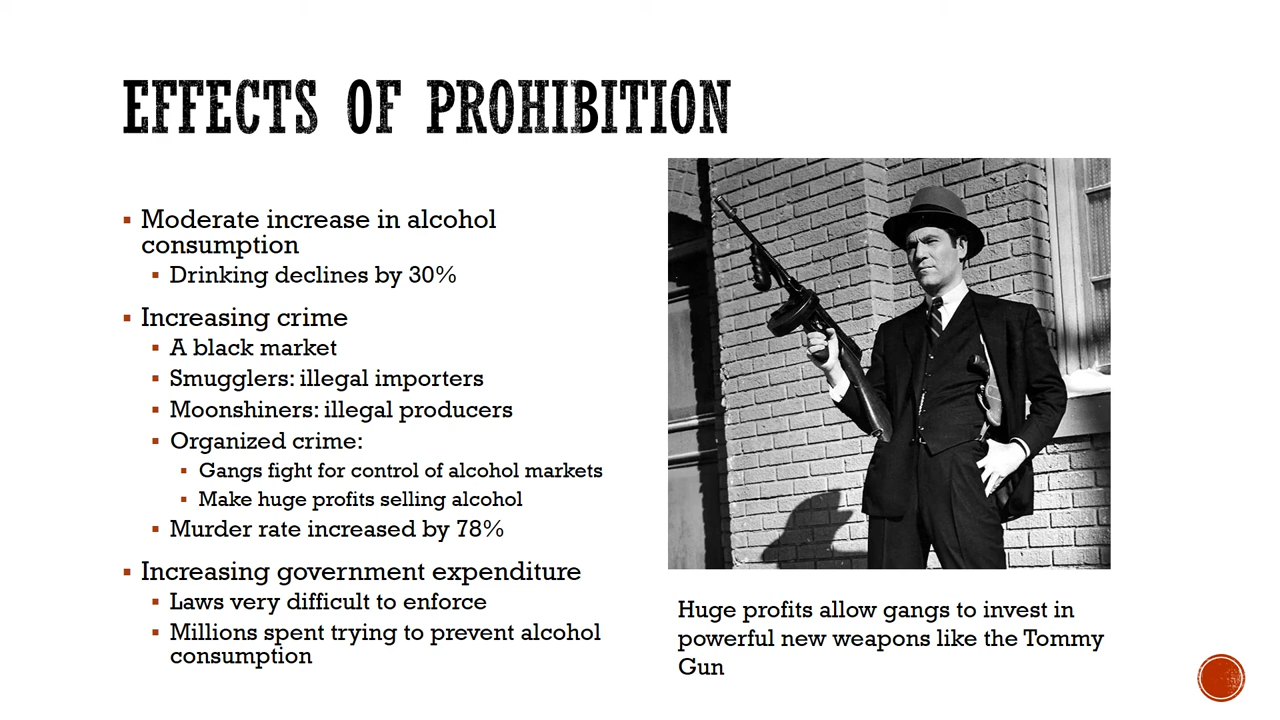 EFFECTS OF PROHIBITION
Moderate increase in alcohol
consumption
Drinking declines by 30%
Increasing crime
A black market
Smugglers: illegal importers
Moonshiners: illegal producers
Organized crime:
Gangs fight for control of alcohol markets
Make huge profits selling alcohol
Murder rate increased by 78%
Increasing government expenditure
Laws very difficult to enforce
Millions spent trying to prevent alcohol
consumption
Huge profits allow gangs to invest in
powerful new weapons like the Tommy
Gun